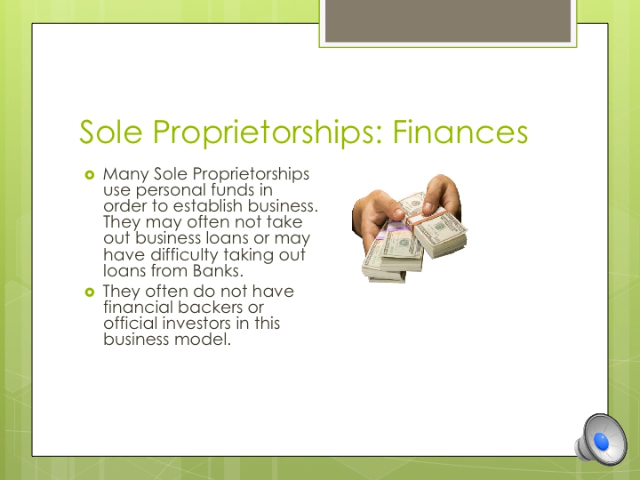 Sole Proprietorships: Finances
Many Sole Proprietorships
use personal funds in
order to establish business.
They may often not take
out business loans or may
have difficulty taking out
loans from Banks.
They often do not have
financial backers or
official investors in this
business model.